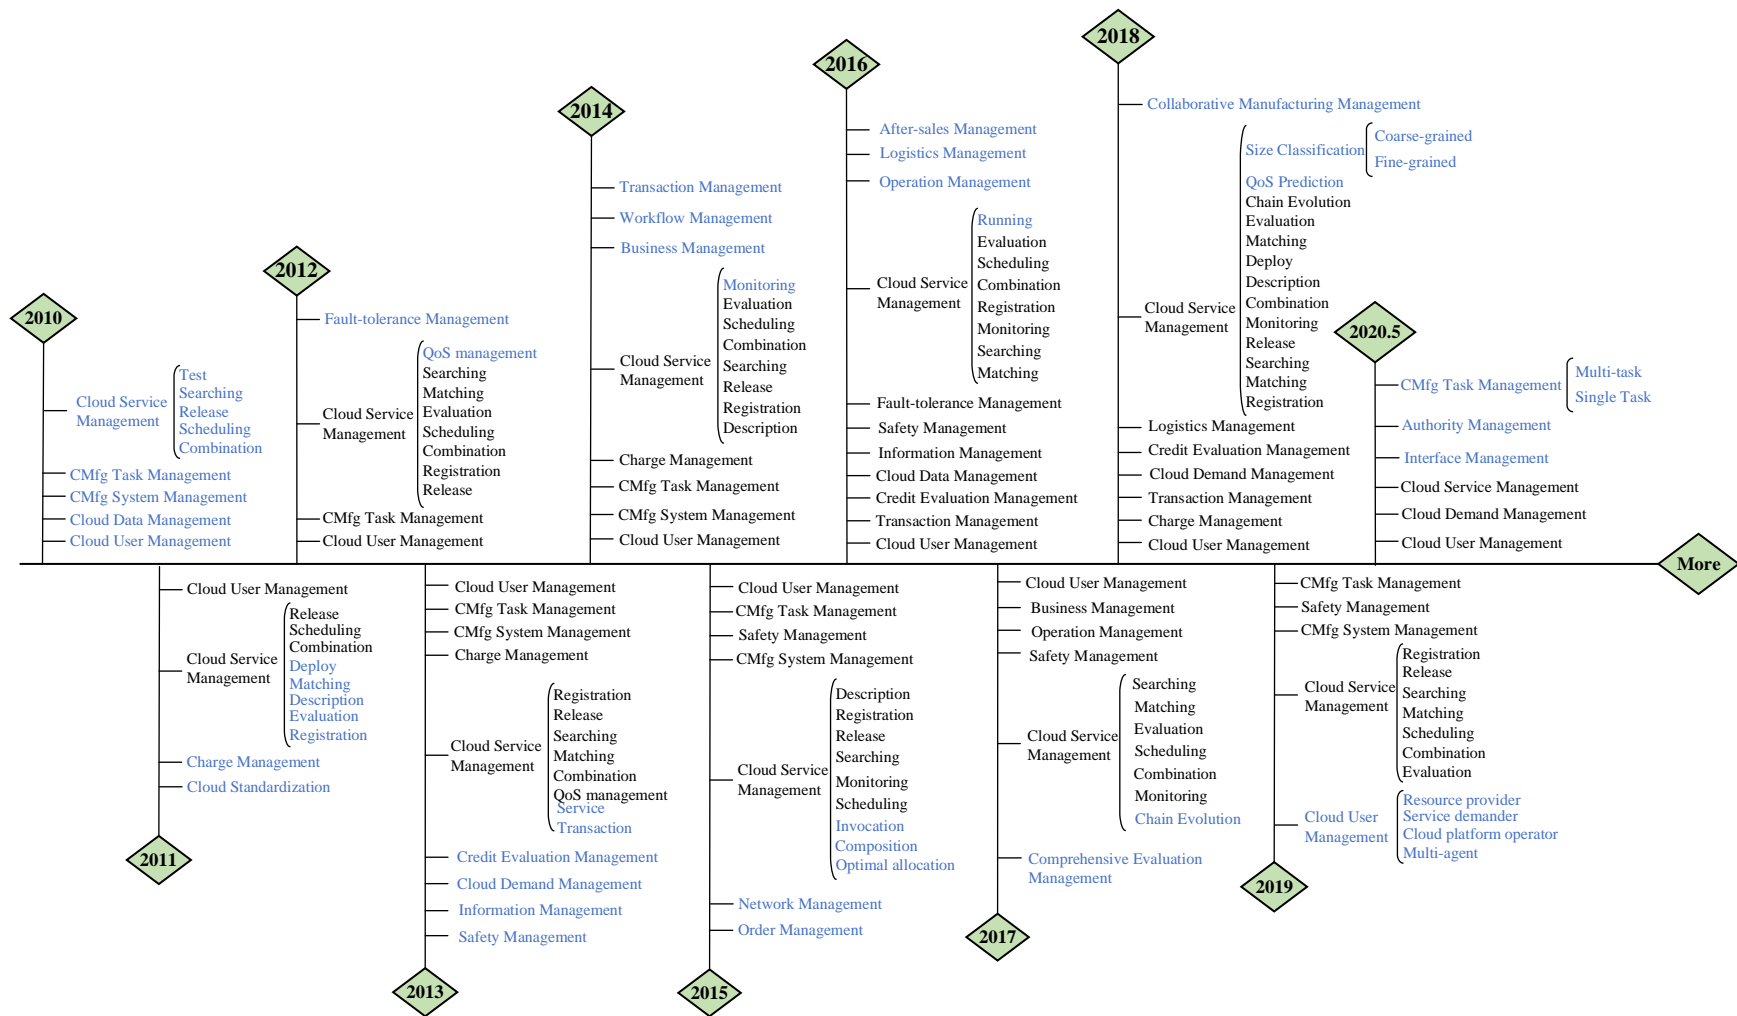 2010
Cloud Service
Management
Test
Searching
Release
Scheduling
Combination
CMfg Task Management
CMfg System Management
Cloud Data Management
Cloud User Management
2012
Fault-tolerance Management
Cloud Service
Management
QoS management
Searching
Matching
Evaluation
Scheduling
Combination
Registration
Release
CMfg Task Management
Cloud User Management
2014
Transaction Management
Workflow Management
Business Management
Cloud Service
Management
Monitoring
Evaluation
Scheduling
Combination
Searching
Release
Registration
Description
Charge Management
CMfg Task Management
CMfg System Management
Cloud User Management
2016
After-sales Management
Logistics Management
Operation Management
Cloud Service
Management
Running
Evaluation
Scheduling
Combination
Registration
Monitoring
Searching
Matching
Fault-tolerance Management
Safety Management
Information Management
Cloud Data Management
Credit Evaluation Management
Transaction Management
Cloud User Management
2018
Collaborative Manufacturing Management
Cloud Service
Management
Size Classification
Coarse-grained
Fine-grained
QoS Prediction
Chain Evolution
Evaluation
Matching
Deploy
Description
Combination
Monitoring
Release
Searching
Matching
Registration
Logistics Management
Credit Evaluation Management
Cloud Demand Management
Transaction Management
Charge Management
Cloud User Management
2020.5
CMfg Task Management
Multi-task
Single Task
Authority Management
Interface Management
Cloud Service Management
Cloud Demand Management
Cloud User Management
More
Cloud User Management
Cloud Service
Management
Release
Scheduling
Combination
Deploy
Matching
Description
Evaluation
Registration
Charge Management
Cloud Standardization
2011
Cloud User Management
CMfg Task Management
CMfg System Management
Charge Management
Cloud Service
Management
Registration
Release
Searching
Matching
Combination
QoS management
Service
Transaction
Credit Evaluation Management
Cloud Demand Management
Information Management
Safety Management
2013
Cloud User Management
CMfg Task Management
Safety Management
CMfg System Management
Cloud Service
Management
Description
Registration
Release
Searching
Monitoring
Scheduling
Invocation
Composition
Optimal allocation
Network Management
Order Management
2015
Cloud User Management
Business Management
Operation Management
Safety Management
Cloud Service
Management
Searching
Matching
Evaluation
Scheduling
Combination
Monitoring
Chain Evolution
Comprehensive Evaluation
Management
2017
CMfg Task Management
Safety Management
CMfg System Management
Cloud Service
Management
Registration
Release
Searching
Matching
Scheduling
Combination
Evaluation
Cloud User
Management
Resource provider
Service demander
Cloud platform operator
Multi-agent
2019